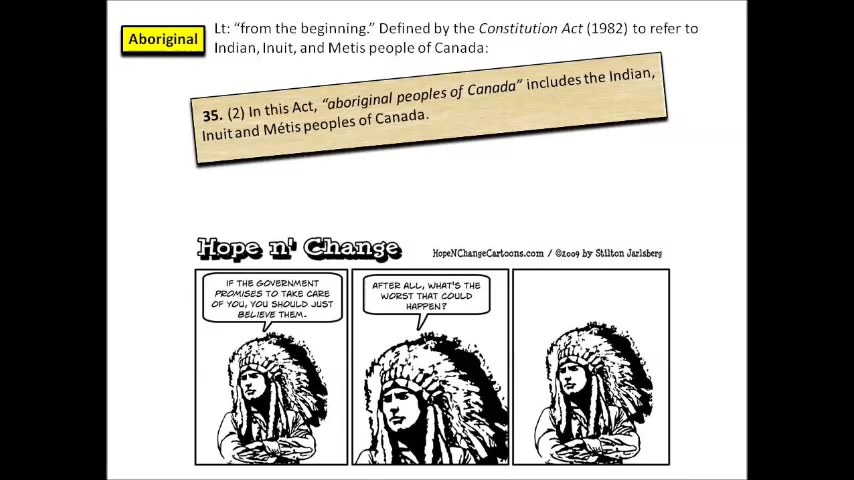 Aboriginal
Lt: “from the beginning.” Defined by the Constitution Act (1982) to refer to
Indian, Inuit, and Metis people of Canada:
35. (2) In this Act, “aboriginal peoples of Canada” includes the Indian,
Inuit and Métis peoples of Canada.
Hope n' Change
HopeNChangeCartoons.com / ©2009 by Stilton Jarlsberg
IF THE GOVERNMENT
PROMISES TO TAKE CARE
OF YOU, YOU SHOULD JUST
BELIEVE THEM.
AFTER ALL, WHAT'S THE
WORST THAT COULD
HAPPEN?